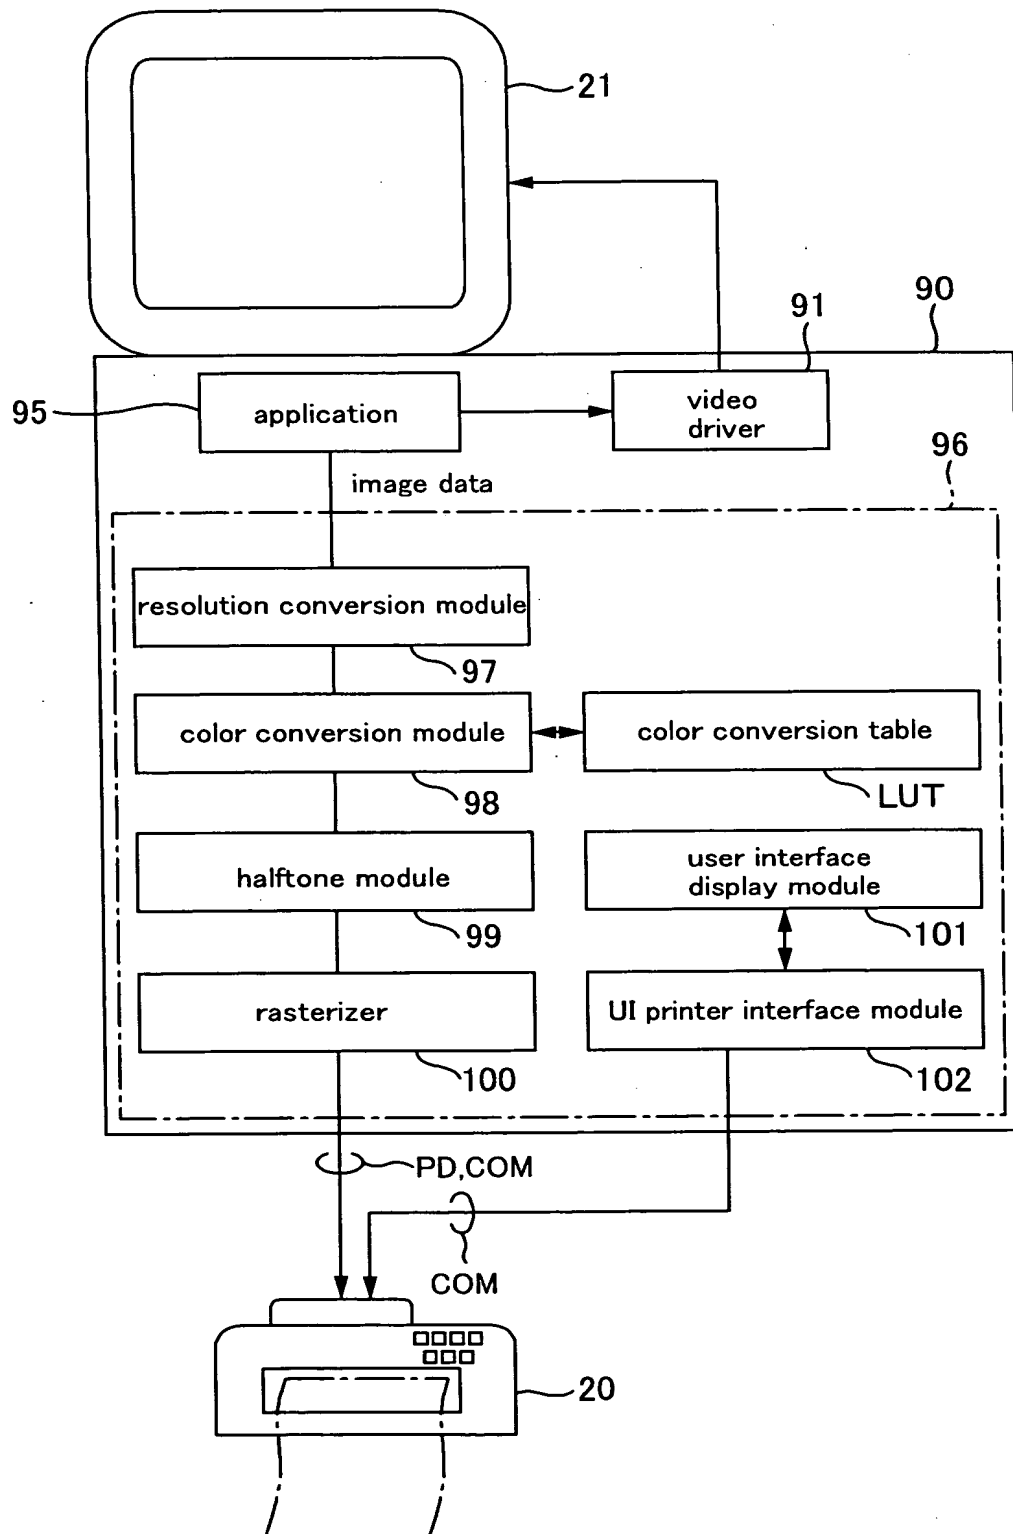 21
90
91
95
application
video
driver
96
image data
resolution conversion module
97
color conversion module
color conversion table
98
LUT
halftone module
user interface
display module
99
101
rasterizer
UI printer interface module
100
102
PD,COM
COM
20